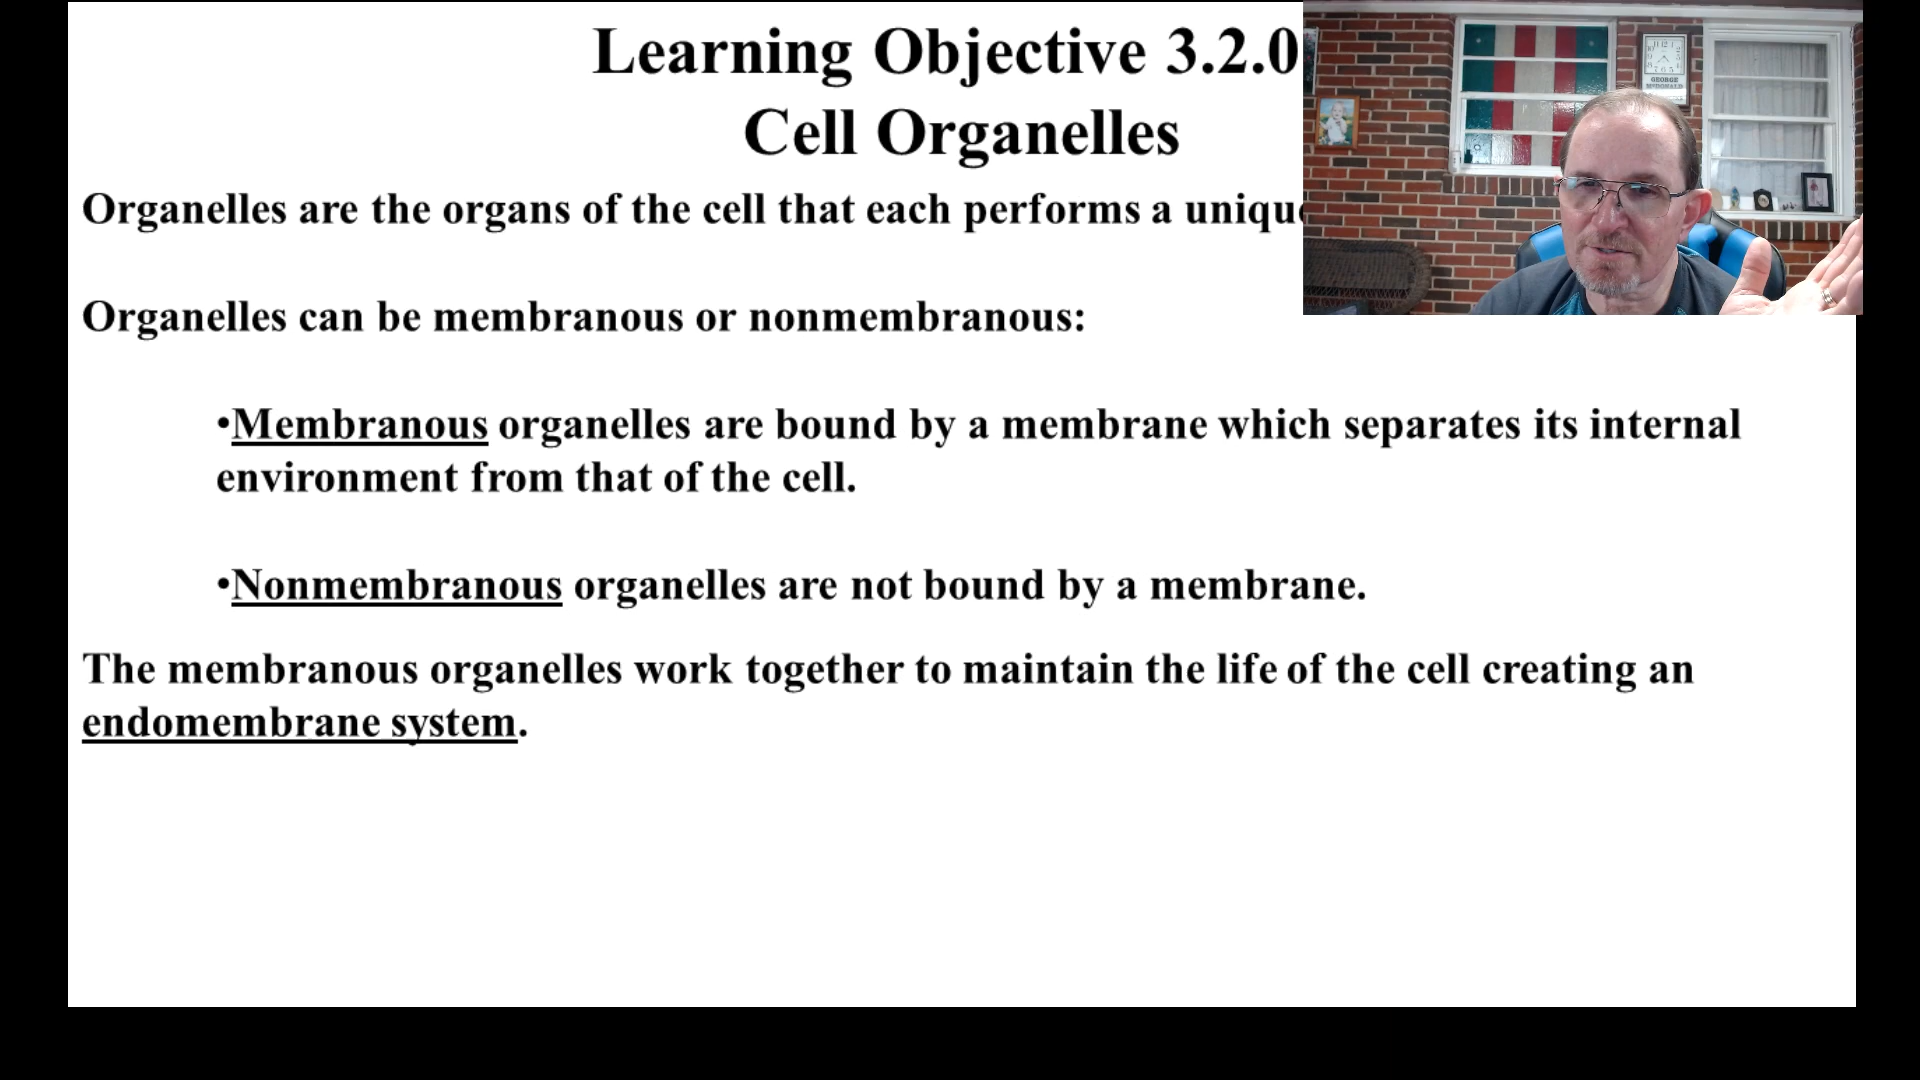 Learning Objective 3.2.0
Cell Organelles
Organelles are the organs of the cell that each performs a
Organelles can be membranous or nonmembranous:
•Membranous organelles are bound by a membrane which separates its internal
environment from that of the cell.
•Nonmembranous organelles are not bound by a membrane.
The membranous organelles work together to maintain the life of the cell creating an
endomembrane system.
GEORGE
McDONALD